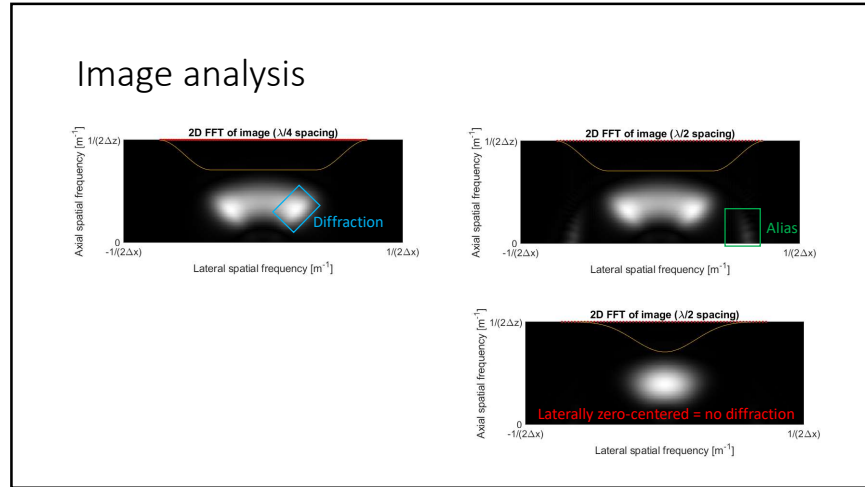 Image analysis
2D FFT of image (λ/4 spacing)
Axial spatial frequency [m⁻¹]
1/(2Δz)
0
-1/(2Δx)
1/(2Δx)
Lateral spatial frequency [m⁻¹]
Diffraction
2D FFT of image (λ/2 spacing)
Axial spatial frequency [m⁻¹]
1/(2Δz)
0
-1/(2Δx)
1/(2Δx)
Lateral spatial frequency [m⁻¹]
Alias
2D FFT of image (λ/2 spacing)
Axial spatial frequency [m⁻¹]
1/(2Δz)
Laterally zero-centered = no diffraction
0
-1/(2Δx)
1/(2Δx)
Lateral spatial frequency [m⁻¹]